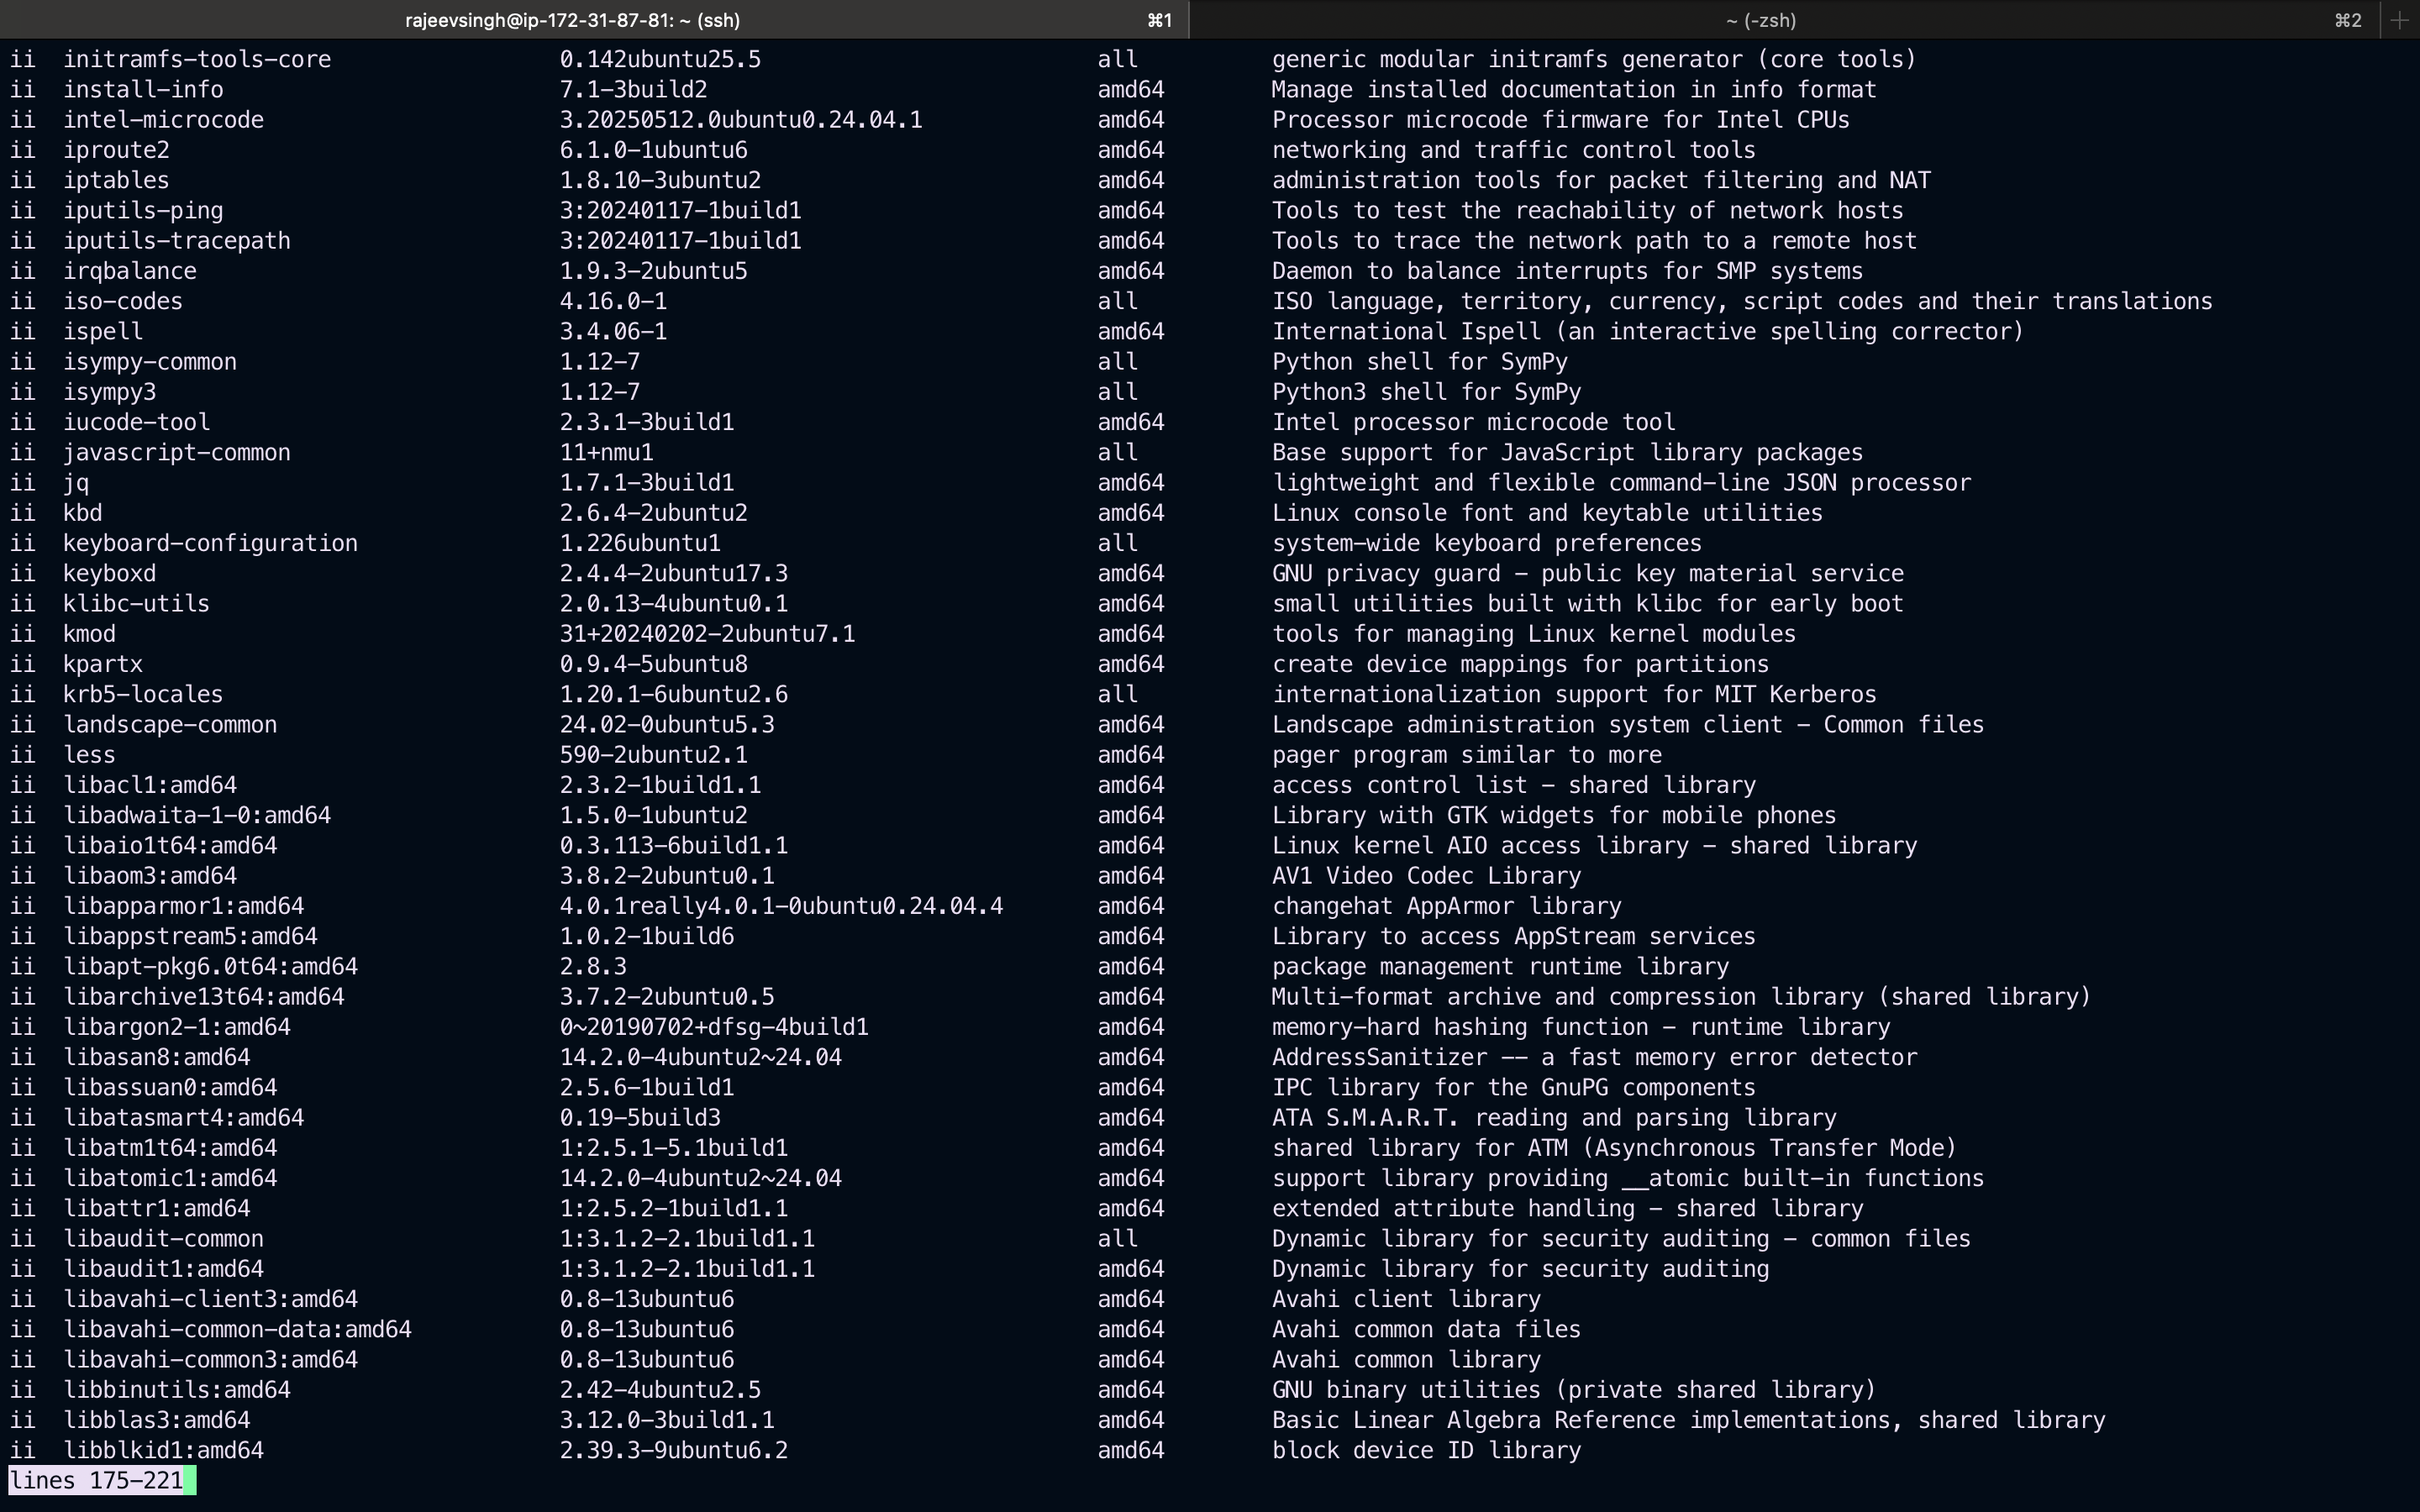 rajeevsingh@ip-172-31-87-81: ~ (ssh) ⌘1 ~ (-zsh) ⌘2 +
ii initramfs-tools-core 0.142ubuntu25.5 all generic modular initramfs generator (core tools)
ii install-info 7.1-3build2 amd64 Manage installed documentation in info format
ii intel-microcode 3.20250512.0ubuntu0.24.04.1 amd64 Processor microcode firmware for Intel CPUs
ii iproute2 6.1.0-1ubuntu6 amd64 networking and traffic control tools
ii iptables 1.8.10-3ubuntu2 amd64 administration tools for packet filtering and NAT
ii iputils-ping 3:20240117-1build1 amd64 Tools to test the reachability of network hosts
ii iputils-tracepath 3:20240117-1build1 amd64 Tools to trace the network path to a remote host
ii irqbalance 1.9.3-2ubuntu5 amd64 Daemon to balance interrupts for SMP systems
ii iso-codes 4.16.0-1 all ISO language, territory, currency, script codes and their translations
ii ispell 3.4.06-1 amd64 International Ispell (an interactive spelling corrector)
ii isympy-common 1.12-7 all Python shell for SymPy
ii isympy3 1.12-7 all Python3 shell for SymPy
ii iucode-tool 2.3.1-3build1 amd64 Intel processor microcode tool
ii javascript-common 11+nmu1 all Base support for JavaScript library packages
ii jq 1.7.1-3build1 amd64 lightweight and flexible command-line JSON processor
ii kbd 2.6.4-2ubuntu2 amd64 Linux console font and keytable utilities
ii keyboard-configuration 1.226ubuntu1 all system-wide keyboard preferences
ii keyboxd 2.4.4-2ubuntu17.3 amd64 GNU privacy guard - public key material service
ii klibc-utils 2.0.13-4ubuntu0.1 amd64 small utilities built with klibc for early boot
ii kmod 31+20240202-2ubuntu7.1 amd64 tools for managing Linux kernel modules
ii kpartx 0.9.4-5ubuntu8 amd64 create device mappings for partitions
ii krb5-locales 1.20.1-6ubuntu2.6 all internationalization support for MIT Kerberos
ii landscape-common 24.02-0ubuntu5.3 amd64 Landscape administration system client - Common files
ii less 590-2ubuntu2.1 amd64 pager program similar to more
ii libacl1:amd64 2.3.2-1build1.1 amd64 access control list - shared library
ii libadwaita-1-0:amd64 1.5.0-1ubuntu2 amd64 Library with GTK widgets for mobile phones
ii libaio1t64:amd64 0.3.113-6build1.1 amd64 Linux kernel AIO access library - shared library
ii libaom3:amd64 3.8.2-2ubuntu0.1 amd64 AV1 Video Codec Library
ii libapparmor1:amd64 4.0.1really4.0.1-0ubuntu0.24.04.4 amd64 changehat AppArmor library
ii libappstream5:amd64 1.0.2-1build6 amd64 Library to access AppStream services
ii libapt-pkg6.0t64:amd64 2.8.3 amd64 package management runtime library
ii libarchive13t64:amd64 3.7.2-2ubuntu0.5 amd64 Multi-format archive and compression library (shared library)
ii libargon2-1:amd64 0~20190702+dfsg-4build1 amd64 memory-hard hashing function - runtime library
ii libasan8:amd64 14.2.0-4ubuntu2~24.04 amd64 AddressSanitizer -- a fast memory error detector
ii libassuan0:amd64 2.5.6-1build1 amd64 IPC library for the GnuPG components
ii libatasmart4:amd64 0.19-5build3 amd64 ATA S.M.A.R.T. reading and parsing library
ii libatm1t64:amd64 1:2.5.1-5.1build1 amd64 shared library for ATM (Asynchronous Transfer Mode)
ii libatomic1:amd64 14.2.0-4ubuntu2~24.04 amd64 support library providing __atomic built-in functions
ii libattr1:amd64 1:2.5.2-1build1.1 amd64 extended attribute handling - shared library
ii libaudit-common 1:3.1.2-2.1build1.1 all Dynamic library for security auditing - common files
ii libaudit1:amd64 1:3.1.2-2.1build1.1 amd64 Dynamic library for security auditing
ii libavahi-client3:amd64 0.8-13ubuntu6 amd64 Avahi client library
ii libavahi-common-data:amd64 0.8-13ubuntu6 amd64 Avahi common data files
ii libavahi-common3:amd64 0.8-13ubuntu6 amd64 Avahi common library
ii libbinutils:amd64 2.42-4ubuntu2.5 amd64 GNU binary utilities (private shared library)
ii libblas3:amd64 3.12.0-3build1.1 amd64 Basic Linear Algebra Reference implementations, shared library
ii libblkid1:amd64 2.39.3-9ubuntu6.2 amd64 block device ID library
lines 175-221